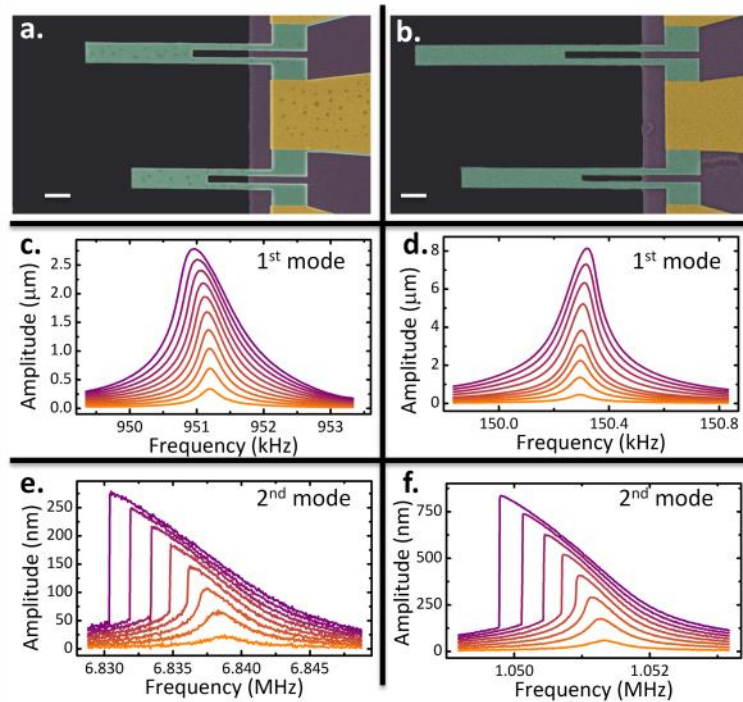 a.
b.
c.
1st mode
2.5
2.0
1.5
1.0
0.5
0.0
Amplitude (μm)
950
951
952
953
Frequency (kHz)
d.
1st mode
8
6
4
2
0
Amplitude (μm)
150.0
150.4
150.8
Frequency (kHz)
e.
2nd mode
275
250
200
150
100
50
0
Amplitude (nm)
6.830
6.835
6.840
6.845
Frequency (MHz)
f.
2nd mode
750
500
250
0
Amplitude (nm)
1.050
1.052
Frequency (MHz)